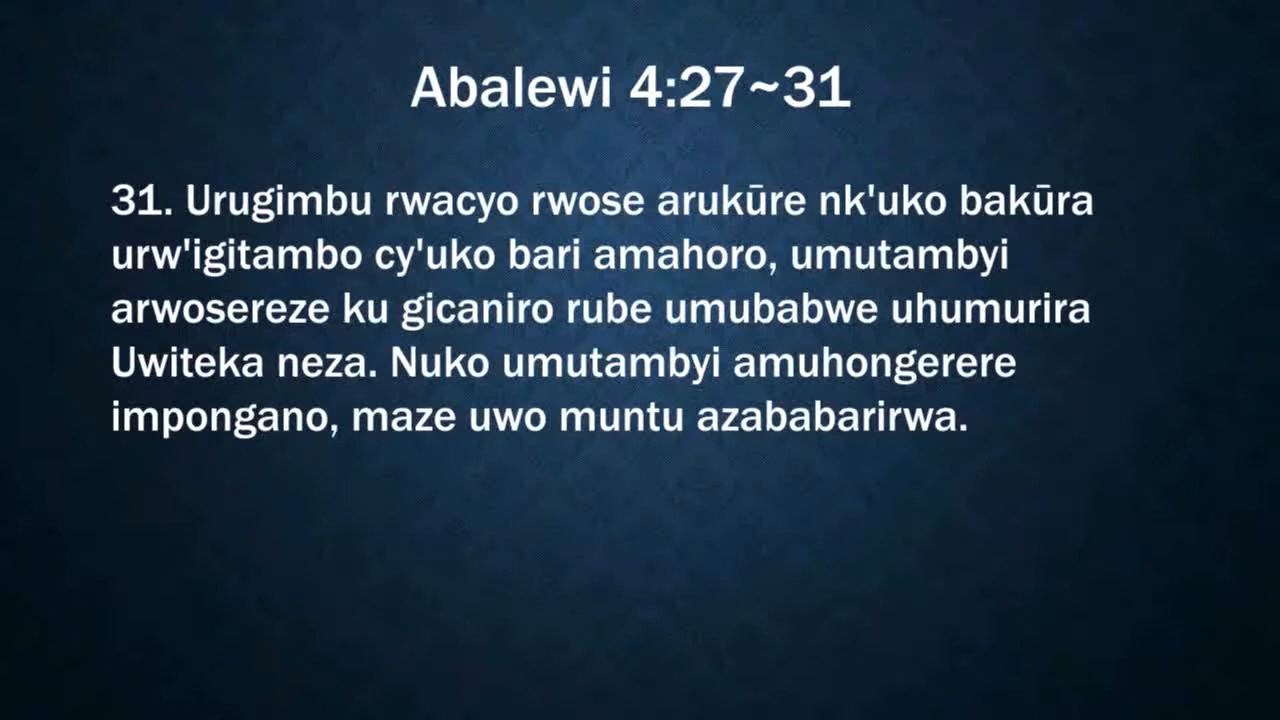 Abalewi 4:27~31
31. Urugimbu rwacyo rwose arukūre nk'uko bakūra
urw'igitambo cy'uko bari amahoro, umutambyi
arwosereze ku gicaniro rube umubabwe uhumurira
Uwiteka neza. Nuko umutambyi amuhongerere
impongano, maze uwo muntu azababarirwa.